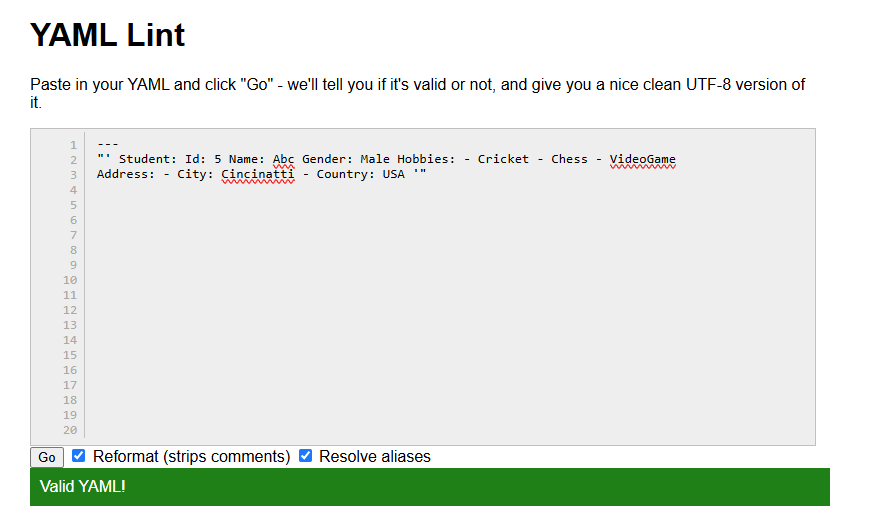 YAML Lint
Paste in your YAML and click "Go" - we'll tell you if it's valid or not, and give you a nice clean UTF-8 version of
it.
1 ---
2 "' Student: Id: 5 Name: Abc Gender: Male Hobbies: - Cricket - Chess - VideoGame
3 Address: - City: Cincinatti - Country: USA '"
4
5
6
7
8
9
10
11
12
13
14
15
16
17
18
19
20
Go Reformat (strips comments) Resolve aliases
Valid YAML!